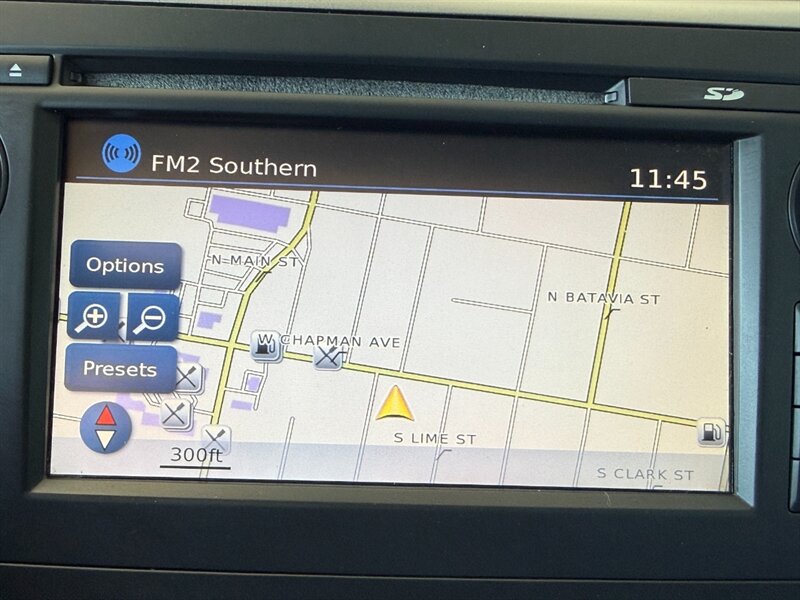 SD
FM2 Southern
11:45
N MAIN ST
Options
N BATAVIA ST
W CHAPMAN AVE
Presets
S LIME ST
300ft
S CLARK ST